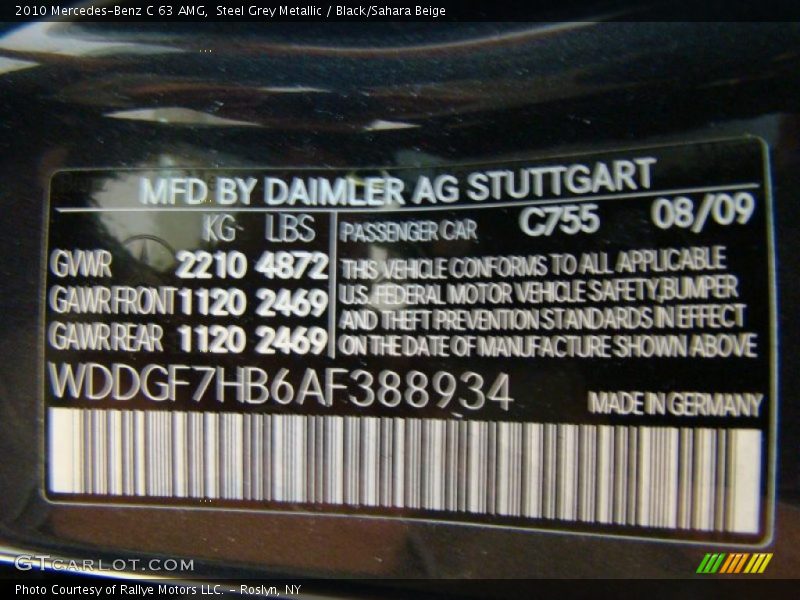 2010 Mercedes-Benz C 63 AMG, Steel Grey Metallic / Black/Sahara Beige
MFD BY DAIMLER AG STUTTGART
KG LBS PASSENGER CAR C755 08/09
GVWR 2210 4872 THIS VEHICLE CONFORMS TO ALL APPLICABLE
U.S. FEDERAL MOTOR VEHICLE SAFETY, BUMPER
GAWR FRONT 1120 2469 AND THEFT PREVENTION STANDARDS IN EFFECT
GAWR REAR 1120 2469 ON THE DATE OF MANUFACTURE SHOWN ABOVE
WDDGF7HB6AF388934
MADE IN GERMANY
GTCARLOT.COM
Photo Courtesy of Rallye Motors LLC. - Roslyn, NY